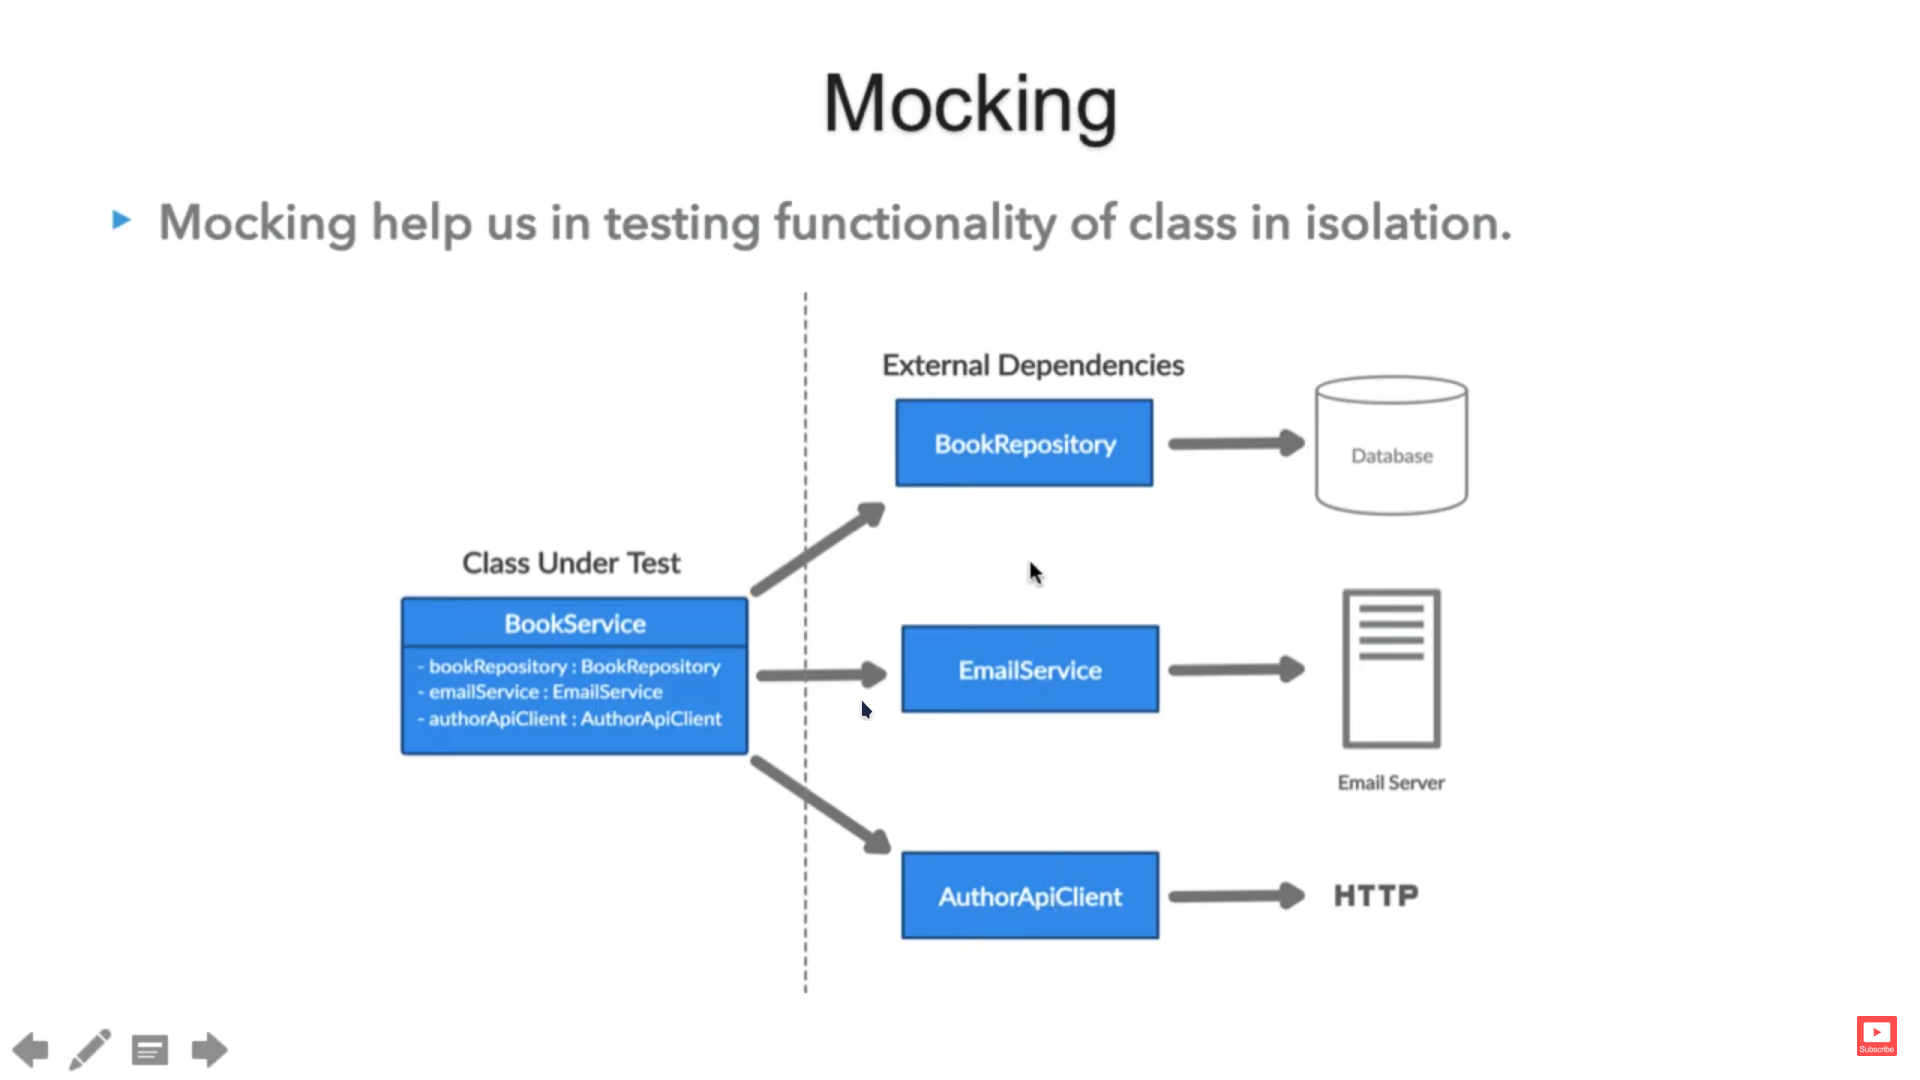 Mocking
Mocking help us in testing functionality of class in isolation.
External Dependencies
BookRepository
Database
Class Under Test
BookService
- bookRepository : BookRepository
- emailService : EmailService
- authorApiClient : AuthorApiClient
EmailService
Email Server
AuthorApiClient
HTTP
Subscribe